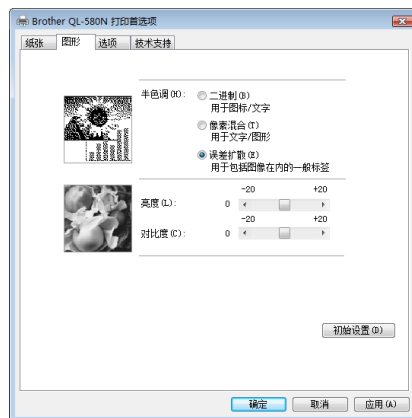 Brother QL-580N 打印首选项
纸张 图形 选项 技术支持
半色调(H): 二进制(B)
用于图标/文字
像素混合(T)
用于文字/图形
误差扩散(E)
用于包括图像在内的一般标签
-20 +20
亮度(L): 0
-20 +20
对比度(C): 0
初始设置(D)
确定 取消 应用(A)